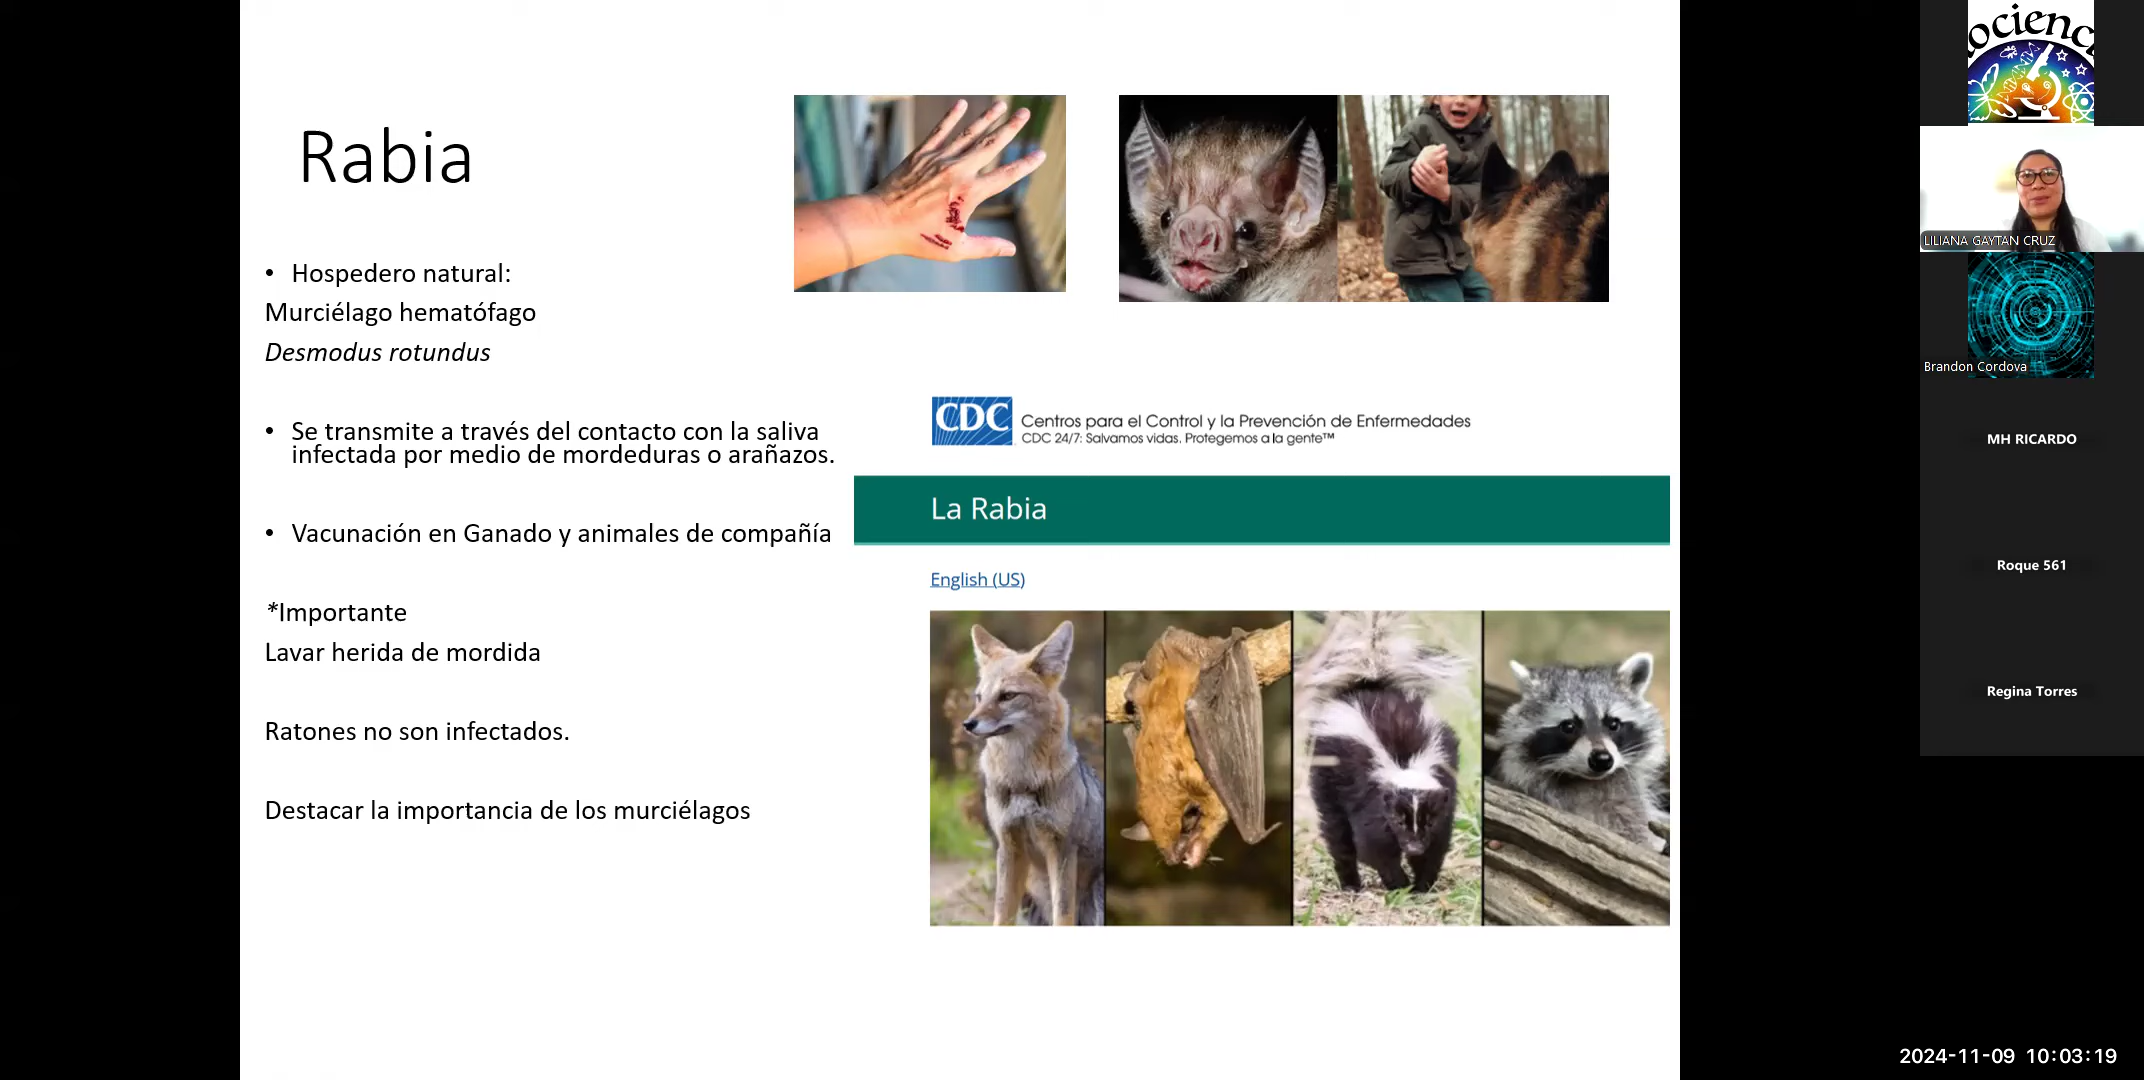 Rabia
• Hospedero natural:
Murciélago hematófago
Desmodus rotundus
• Se transmite a través del contacto con la saliva
infectada por medio de mordeduras o arañazos.
• Vacunación en Ganado y animales de compañía
*Importante
Lavar herida de mordida
Ratones no son infectados.
Destacar la importancia de los murciélagos
CDC
Centros para el Control y la Prevención de Enfermedades
CDC 24/7: Salvamos vidas. Protegemos a la gente™
La Rabia
English (US)
LILIANA GAYTAN CRUZ
Brandon Cordova
MH RICARDO
Roque 561
Regina Torres
2024-11-09 10:03:19